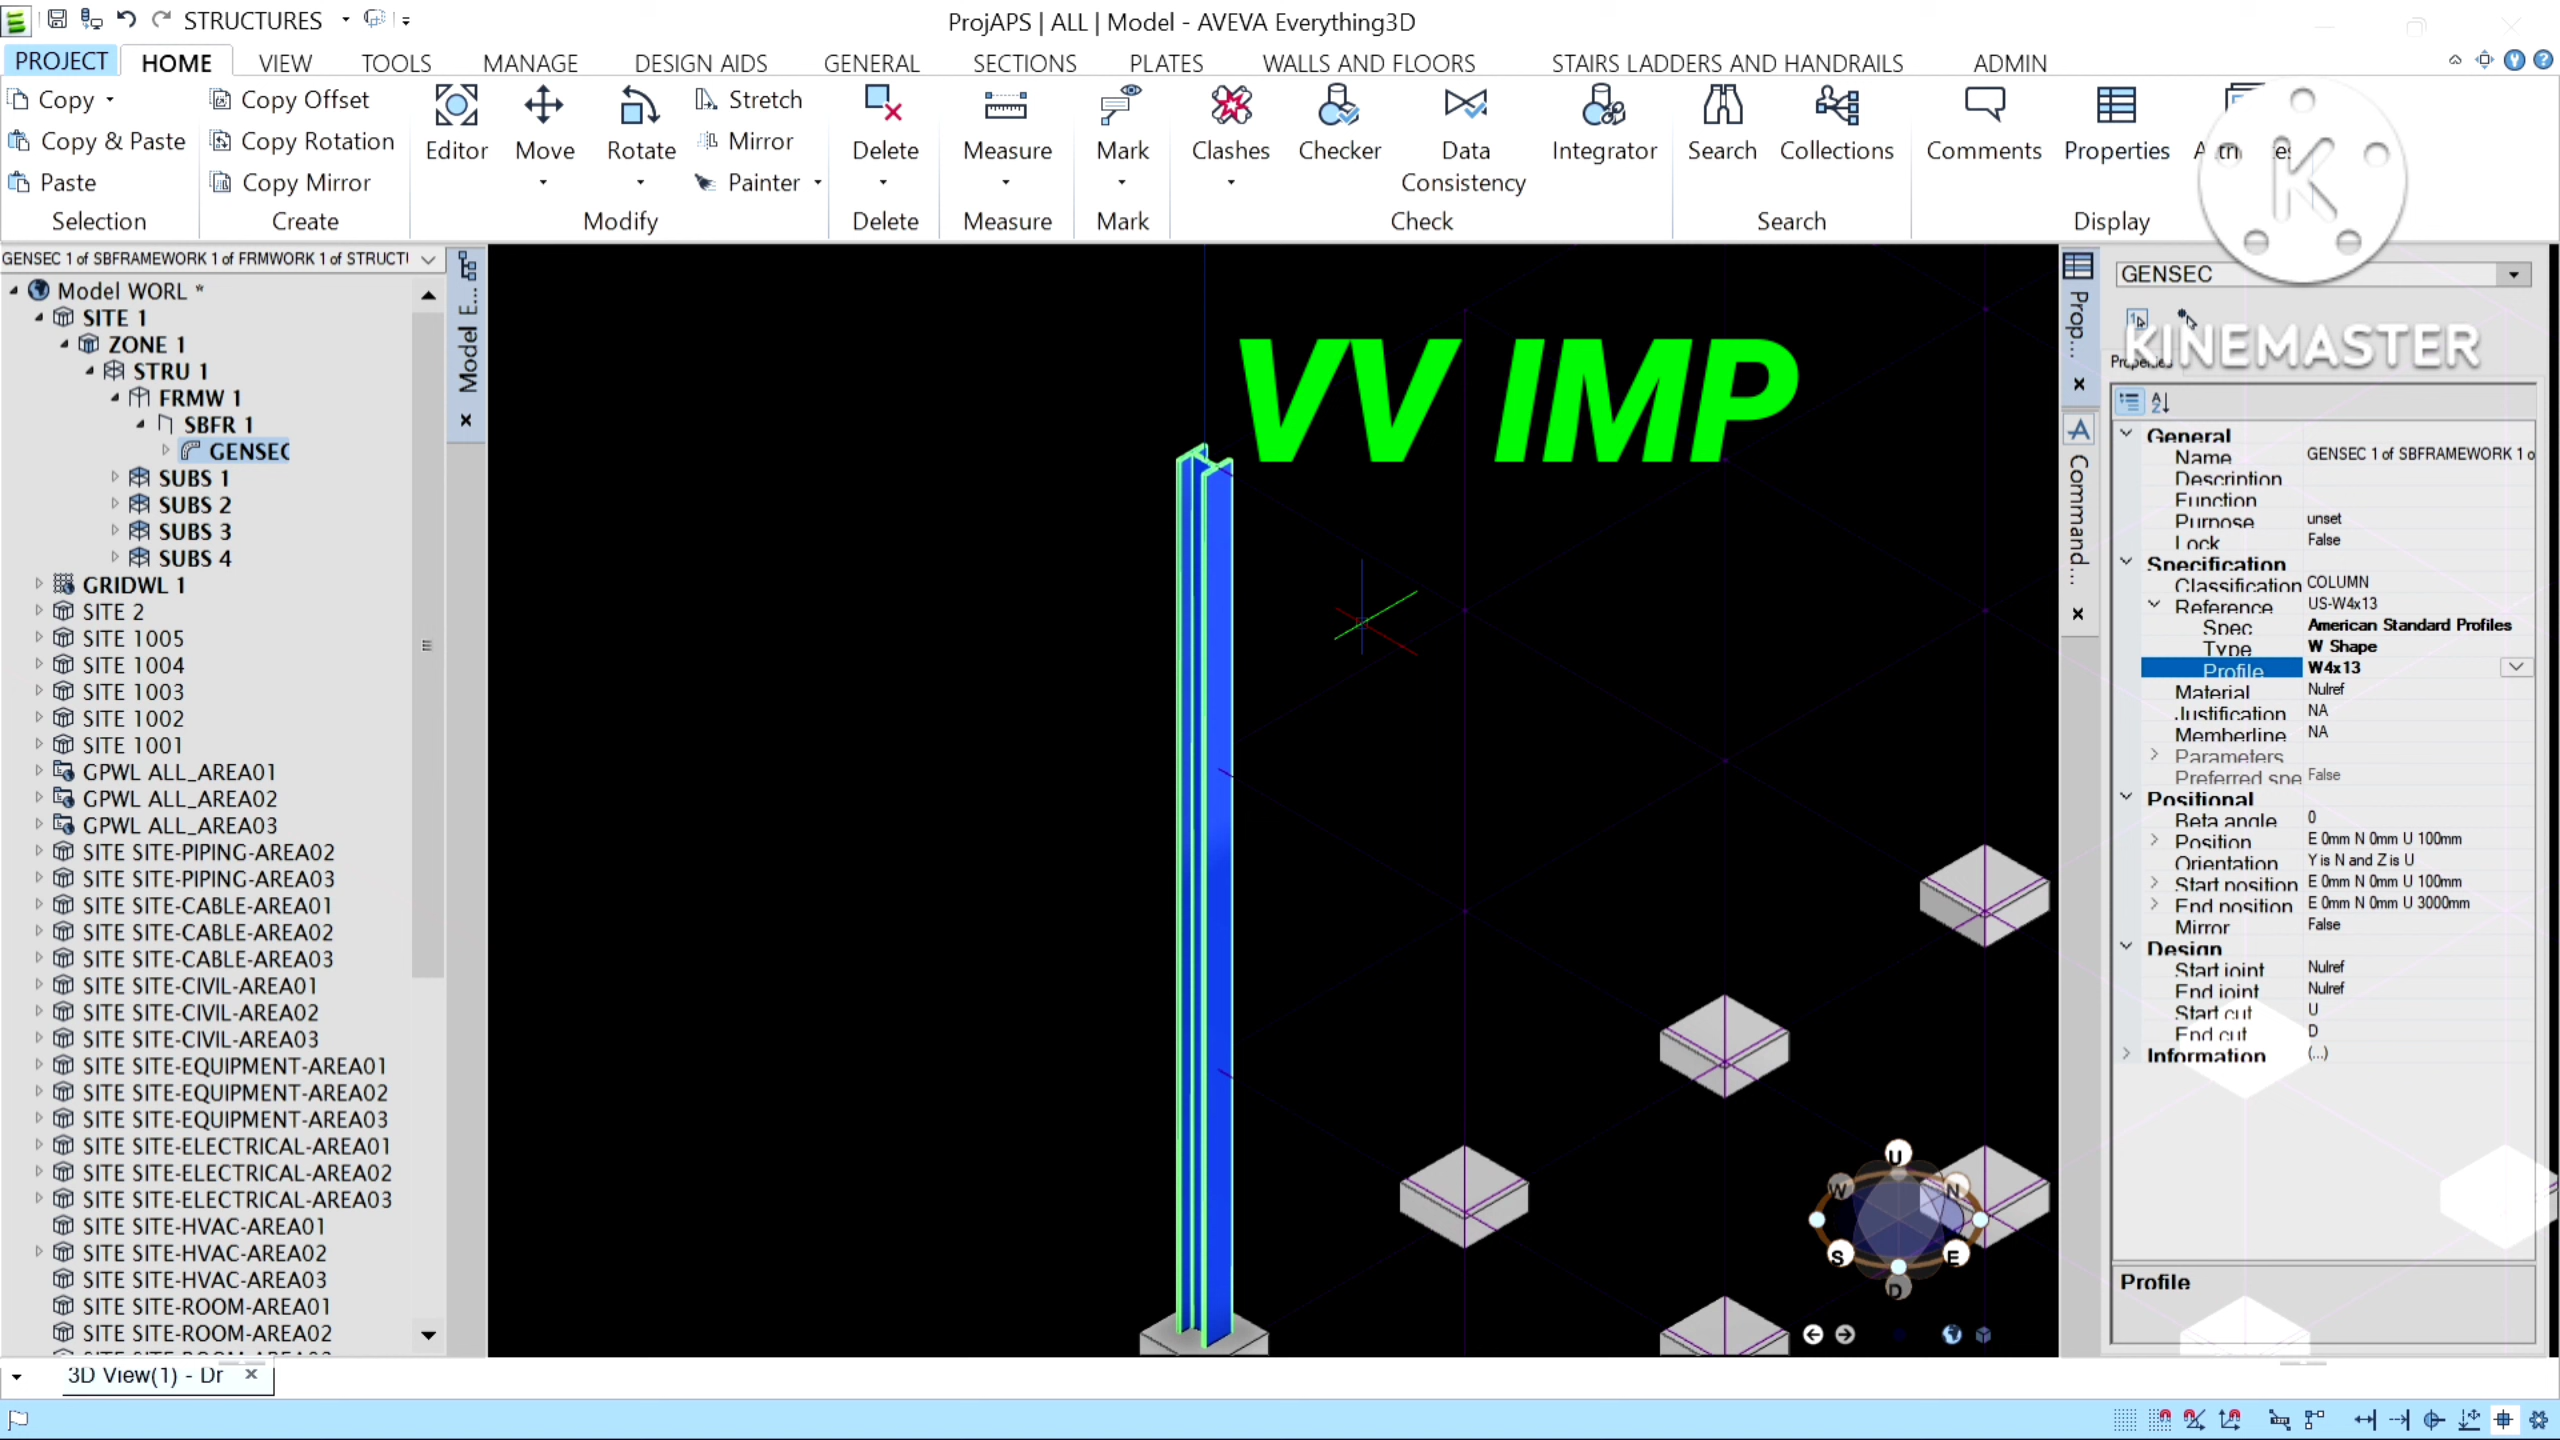 STRUCTURES
ProjAPS | ALL | Model - AVEVA Everything3D
PROJECT HOME VIEW TOOLS MANAGE DESIGN AIDS GENERAL SECTIONS PLATES WALLS AND FLOORS STAIRS LADDERS AND HANDRAILS ADMIN
Copy
Copy & Paste
Paste
Selection
Copy Offset
Copy Rotation
Copy Mirror
Create
Editor
Move
Rotate
Stretch
Mirror
Painter
Modify
Delete
Delete
Measure
Measure
Mark
Mark
Clashes
Checker
Data
Consistency
Integrator
Check
Search
Collections
Search
Comments
Properties
Display
K
KINEMASTER
GENSEC 1 of SBFRAMEWORK 1 of FRMWORK 1 of STRUCTI
Model WORL *
SITE 1
ZONE 1
STRU 1
FRMW 1
SBFR 1
GENSEC
SUBS 1
SUBS 2
SUBS 3
SUBS 4
GRIDWL 1
SITE 2
SITE 1005
SITE 1004
SITE 1003
SITE 1002
SITE 1001
GPWL ALL_AREA01
GPWL ALL_AREA02
GPWL ALL_AREA03
SITE SITE-PIPING-AREA02
SITE SITE-PIPING-AREA03
SITE SITE-CABLE-AREA01
SITE SITE-CABLE-AREA02
SITE SITE-CABLE-AREA03
SITE SITE-CIVIL-AREA01
SITE SITE-CIVIL-AREA02
SITE SITE-CIVIL-AREA03
SITE SITE-EQUIPMENT-AREA01
SITE SITE-EQUIPMENT-AREA02
SITE SITE-EQUIPMENT-AREA03
SITE SITE-ELECTRICAL-AREA01
SITE SITE-ELECTRICAL-AREA02
SITE SITE-ELECTRICAL-AREA03
SITE SITE-HVAC-AREA01
SITE SITE-HVAC-AREA02
SITE SITE-HVAC-AREA03
SITE SITE-ROOM-AREA01
SITE SITE-ROOM-AREA02
Model E...
VV IMP
U
W N
S E
D
Prop...
Command...
GENSEC
Properties
General
Name GENSEC 1 of SBFRAMEWORK 1 o
Description
Function
Purpose unset
Lock False
Specification
Classification COLUMN
Reference US-W4x13
Spec American Standard Profiles
Type W Shape
Profile W4x13
Material Nulref
Justification NA
Memberline NA
Parameters
Preferred spe False
Positional
Beta angle 0
Position E 0mm N 0mm U 100mm
Orientation Y is N and Z is U
Start position E 0mm N 0mm U 100mm
End position E 0mm N 0mm U 3000mm
Mirror False
Design
Start joint Nulref
End joint Nulref
Start cut U
End cut D
Information (...)
Profile
3D View(1) - Dr